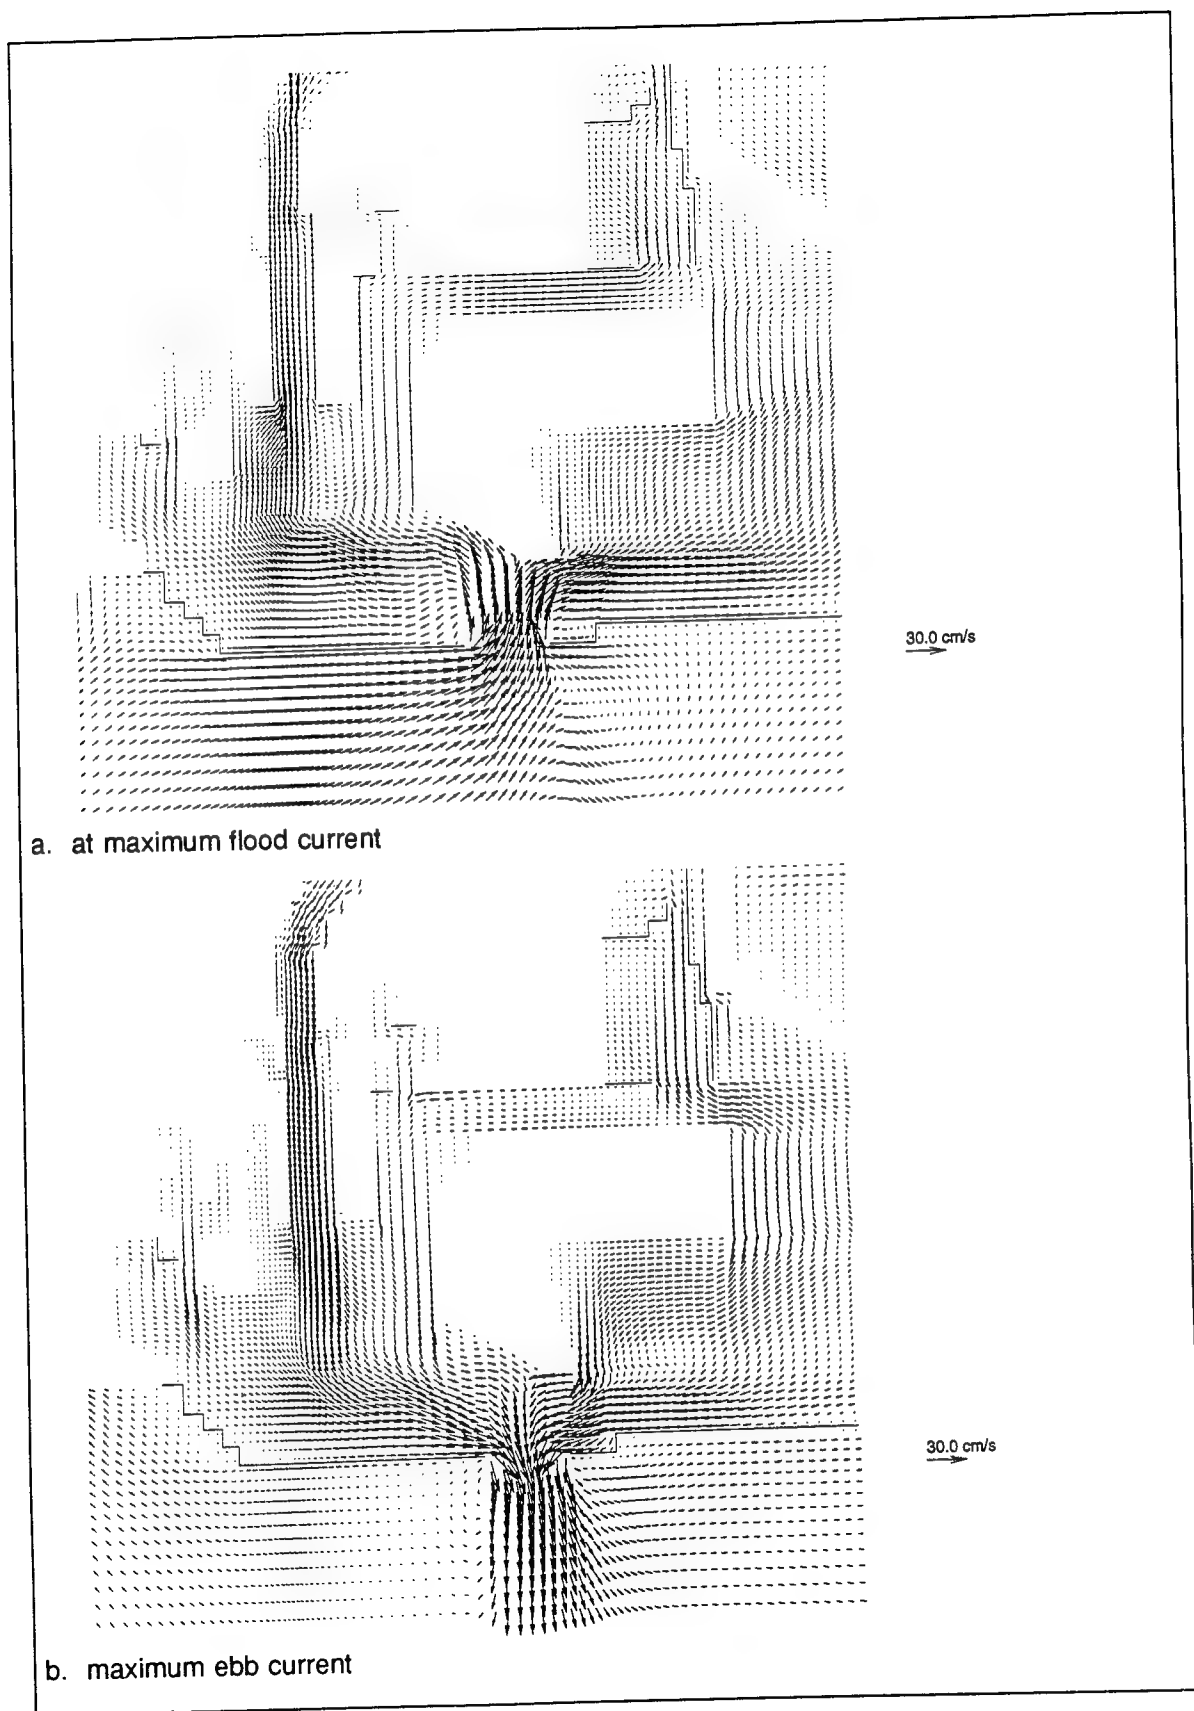 30.0 cm/s
a. at maximum flood current
30.0 cm/s
b. maximum ebb current